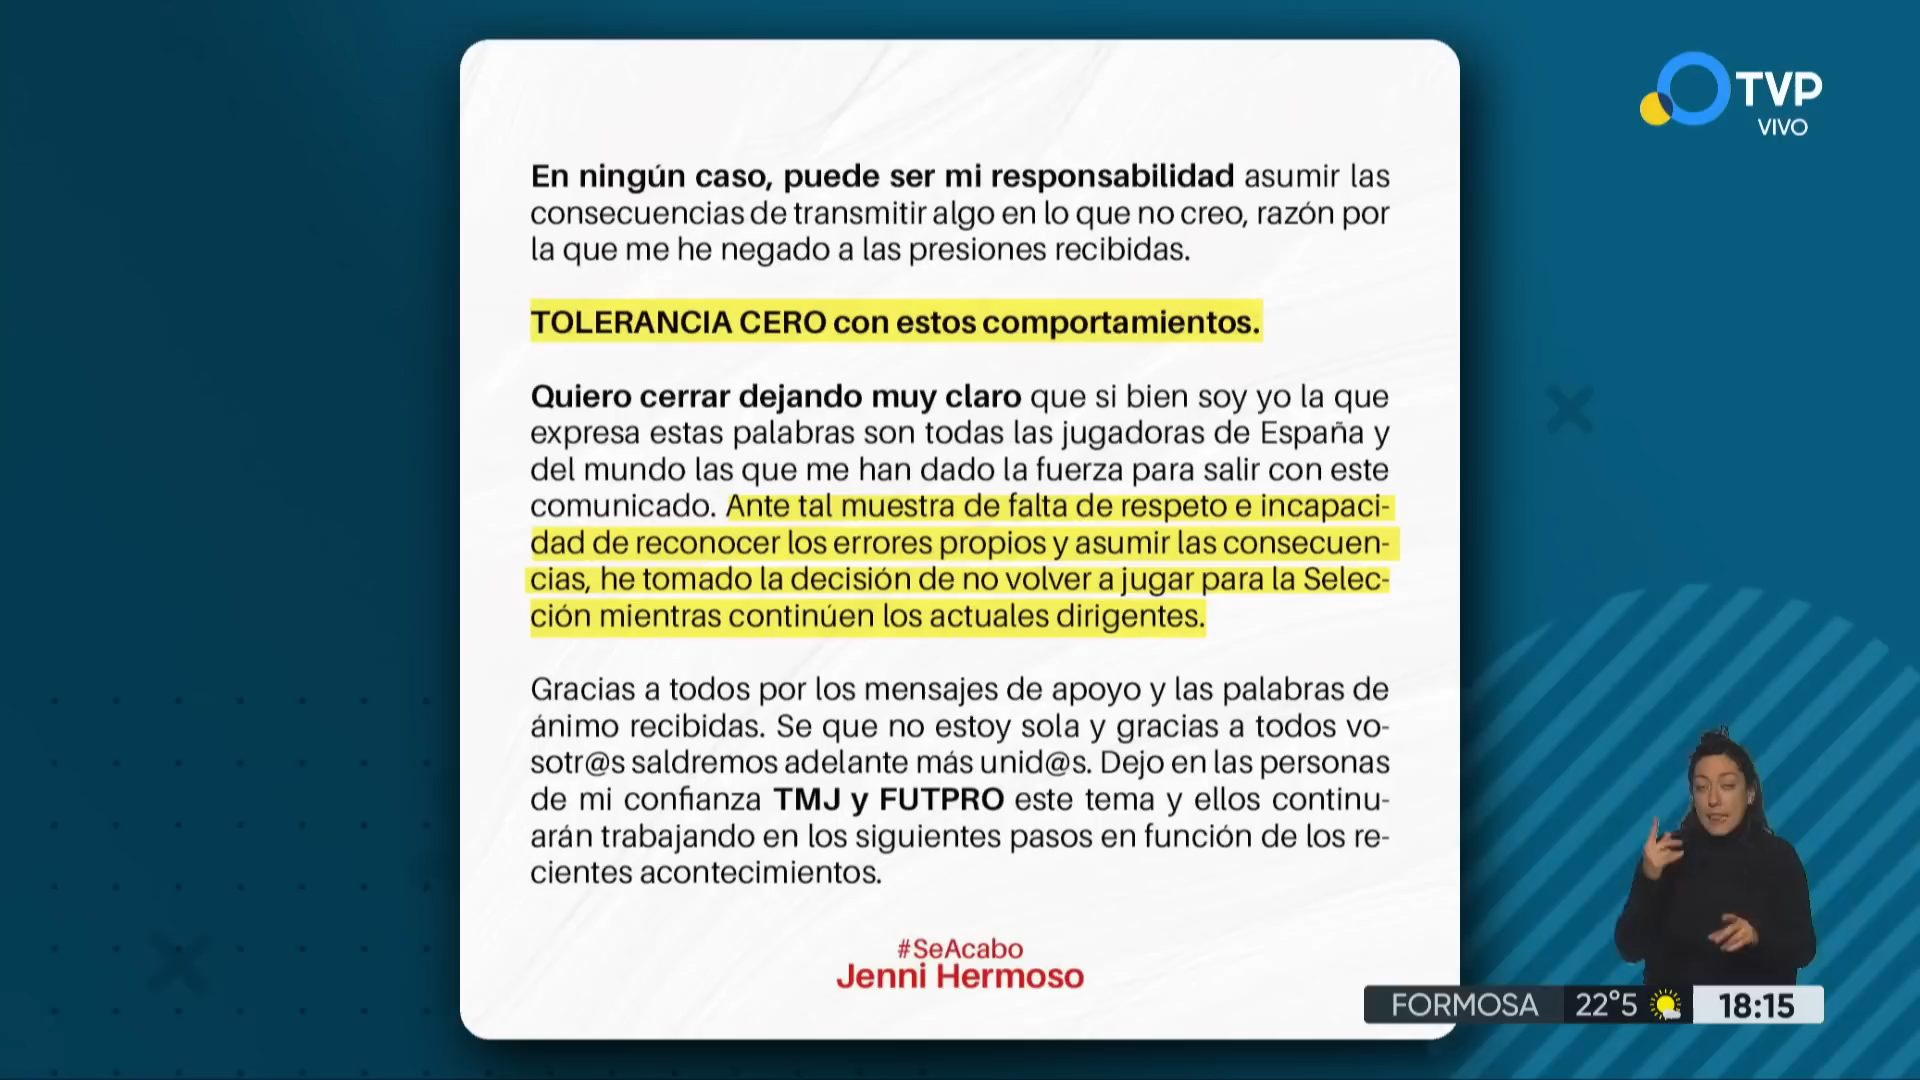 TVP
VIVO
En ningún caso, puede ser mi responsabilidad asumir las
consecuencias de transmitir algo en lo que no creo, razón por
la que me he negado a las presiones recibidas.
TOLERANCIA CERO con estos comportamientos.
Quiero cerrar dejando muy claro que si bien soy yo la que
expresa estas palabras son todas las jugadoras de España y
del mundo las que me han dado la fuerza para salir con este
comunicado. Ante tal muestra de falta de respeto e incapaci-
dad de reconocer los errores propios y asumir las consecuen-
cias, he tomado la decisión de no volver a jugar para la Selec-
ción mientras continúen los actuales dirigentes.
Gracias a todos por los mensajes de apoyo y las palabras de
ánimo recibidas. Se que no estoy sola y gracias a todos vo-
sotr@s saldremos adelante más unid@s. Dejo en las personas
de mi confianza TMJ y FUTPRO este tema y ellos continu-
arán trabajando en los siguientes pasos en función de los re-
cientes acontecimientos.
#SeAcabo
Jenni Hermoso
FORMOSA 22°5 18:15